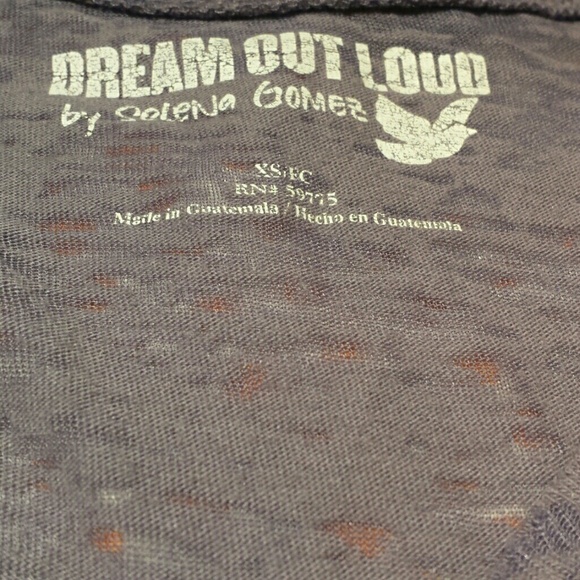 DREAM OUT LOUD
by Selena Gomez
XS/EC
RN# 59775
Made in Guatemala / Hecho en Guatemala